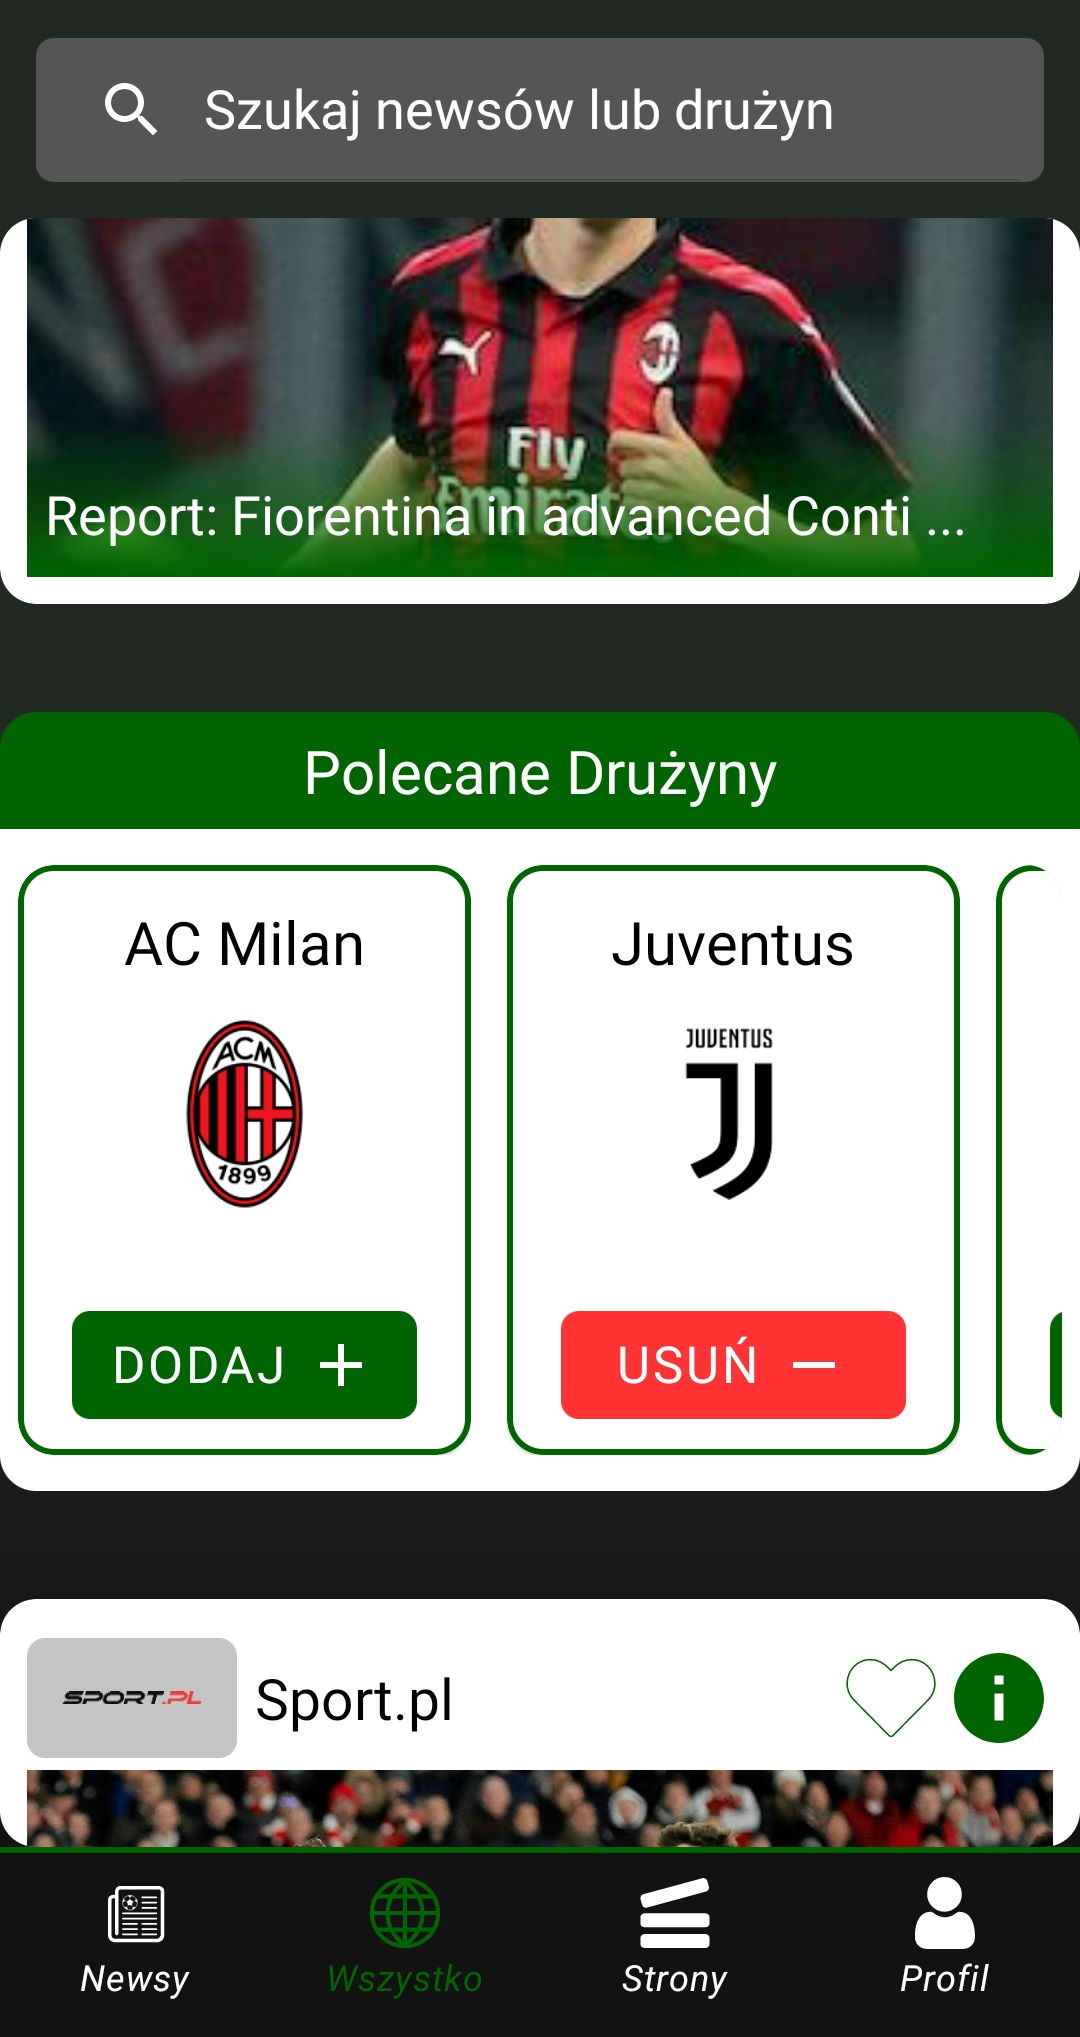 Szukaj newsów lub drużyn
Fly
Emirates
Report: Fiorentina in advanced Conti ...
Polecane Drużyny
AC Milan
Juventus
ACM
1899
JUVENTUS
DODAJ +
USUŃ −
SPORT.PL
Sport.pl
i
Newsy
Wszystko
Strony
Profil